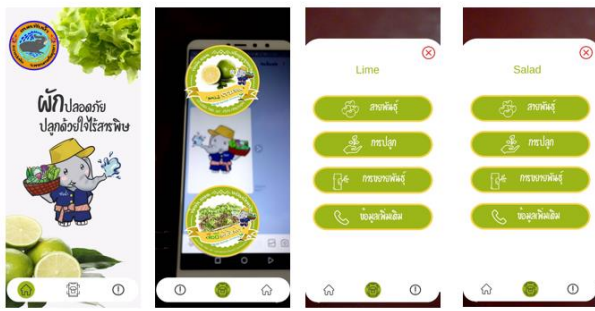 ผักปลอดภัย
ปลูกด้วยใจไร้สารพิษ
Lime
สายพันธุ์
การปลูก
การขยายพันธุ์
ข้อมูลเพิ่มเติม
Salad
สายพันธุ์
การปลูก
การขยายพันธุ์
ข้อมูลเพิ่มเติม